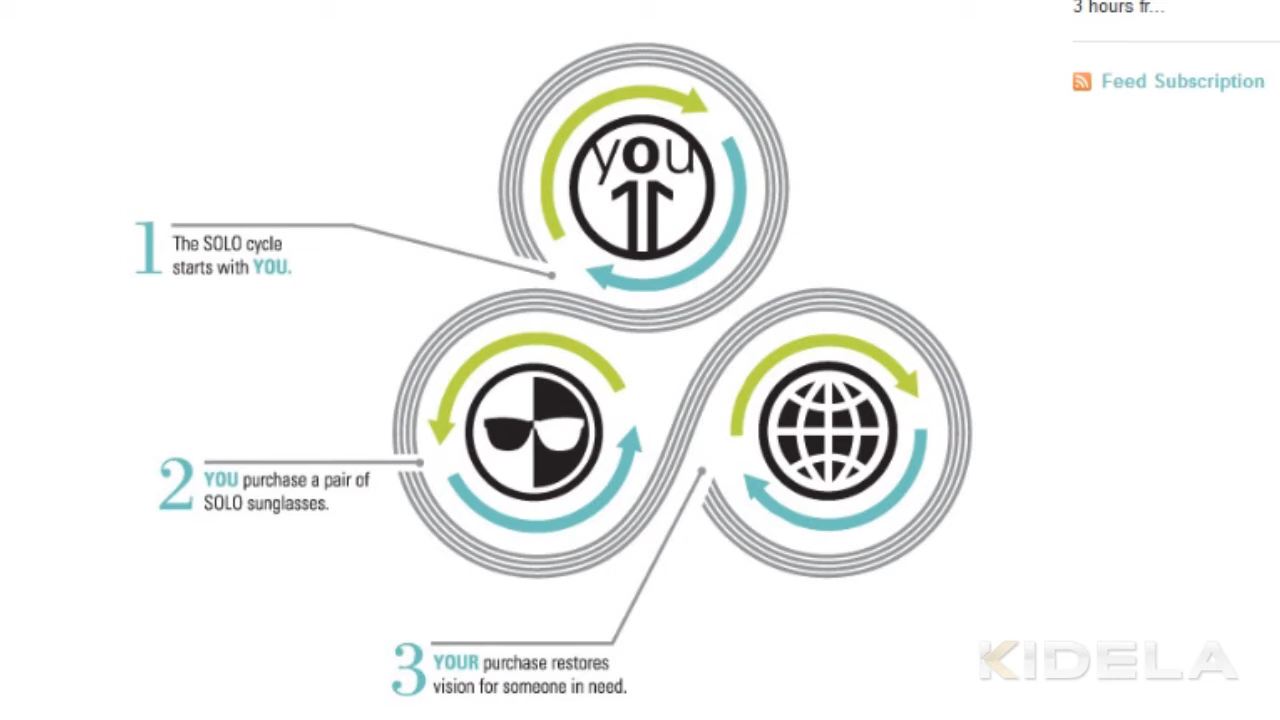 3 hours fr...
Feed Subscription
you
1
The SOLO cycle
starts with YOU.
2
YOU purchase a pair of
SOLO sunglasses.
3
YOUR purchase restores
vision for someone in need.
KIDELA